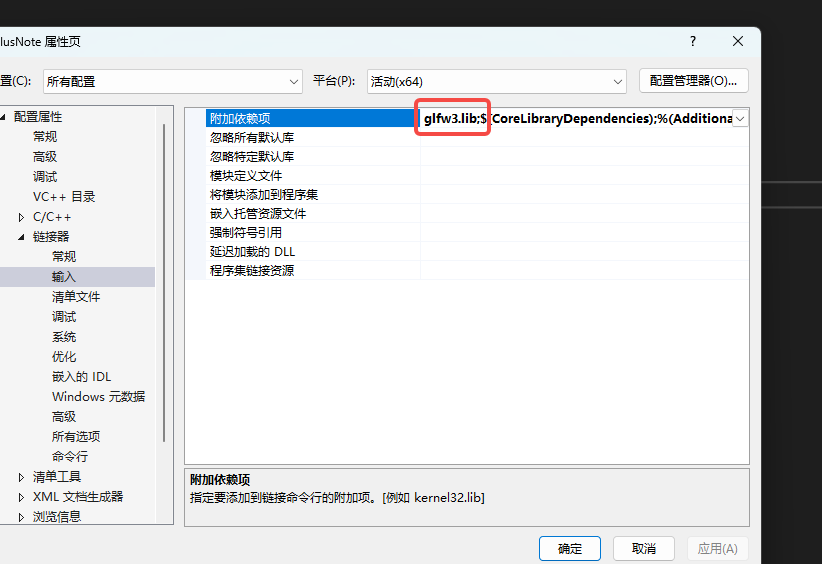 lusNote 属性页
置(C):
所有配置
平台(P):
活动(x64)
配置管理器(O)...
配置属性
常规
高级
调试
VC++ 目录
C/C++
链接器
常规
输入
清单文件
调试
系统
优化
嵌入的 IDL
Windows 元数据
高级
所有选项
命令行
清单工具
XML 文档生成器
浏览信息
附加依赖项
glfw3.lib;$(CoreLibraryDependencies);%(Additiona
忽略所有默认库
忽略特定默认库
模块定义文件
将模块添加到程序集
嵌入托管资源文件
强制符号引用
延迟加载的 DLL
程序集链接资源
附加依赖项
指定要添加到链接命令行的附加项。[例如 kernel32.lib]
确定
取消
应用(A)